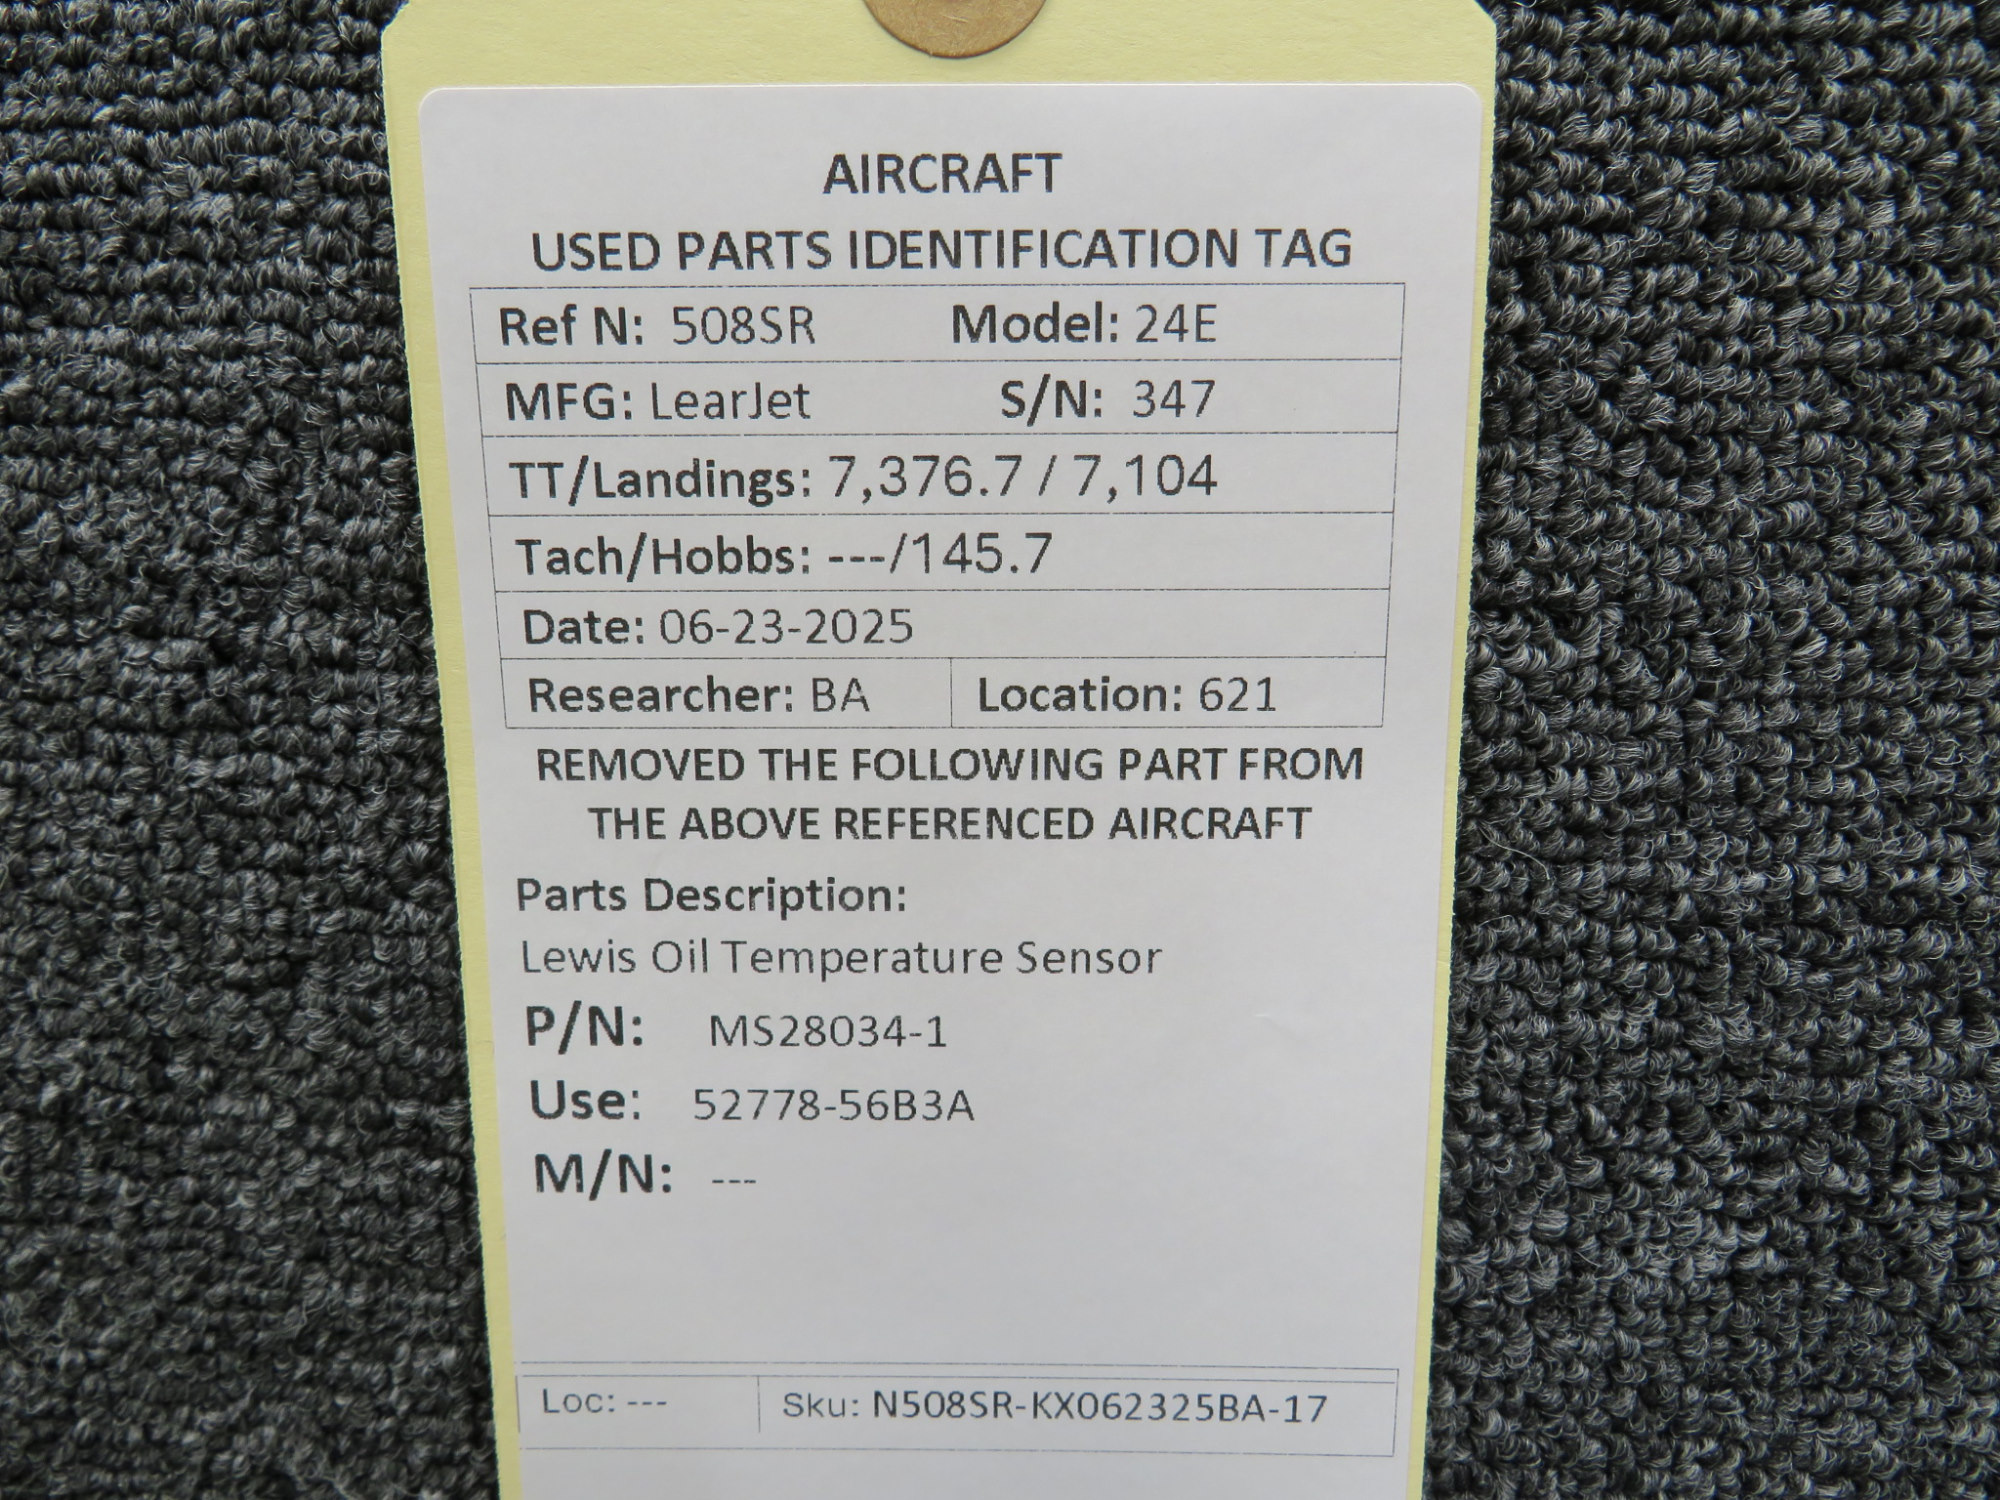 AIRCRAFT
USED PARTS IDENTIFICATION TAG
Ref N: 508SR Model: 24E
MFG: LearJet S/N: 347
TT/Landings: 7,376.7 / 7,104
Tach/Hobbs: ---/145.7
Date: 06-23-2025
Researcher: BA Location: 621
REMOVED THE FOLLOWING PART FROM
THE ABOVE REFERENCED AIRCRAFT
Parts Description:
Lewis Oil Temperature Sensor
P/N: MS28034-1
Use: 52778-56B3A
M/N: ---
Loc: --- Sku: N508SR-KX062325BA-17